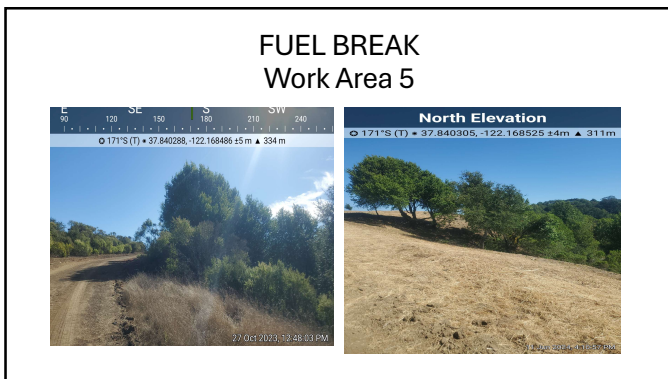 FUEL BREAK
Work Area 5
E SE S SW
90 120 150 180 210 240
171°S (T) • 37.840288, -122.168486 ±5 m ▲ 334 m
27 Oct 2023, 12:48:03 PM
North Elevation
171°S (T) • 37.840305, -122.168525 ±4m ▲ 311m